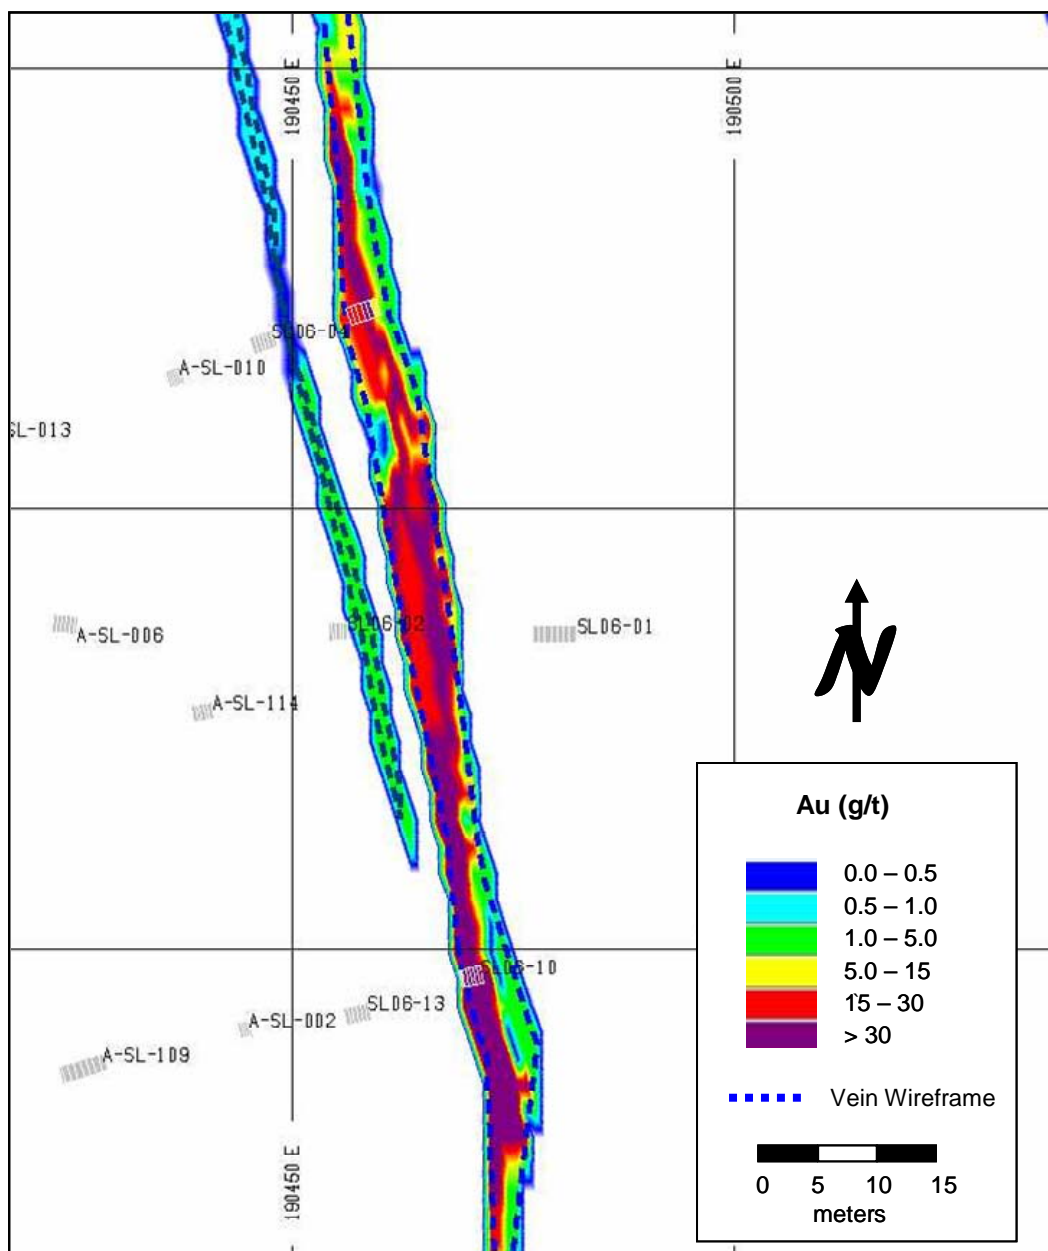 190450 E
190500 E
SL06-04
A-SL-010
SL-013
SL06-02
SL06-01
A-SL-006
A-SL-114
N
Au (g/t)
0.0 – 0.5
0.5 – 1.0
1.0 – 5.0
5.0 – 15
15 – 30
> 30
SL06-10
SL06-13
A-SL-002
A-SL-109
Vein Wireframe
190450 E
0 5 10 15
meters